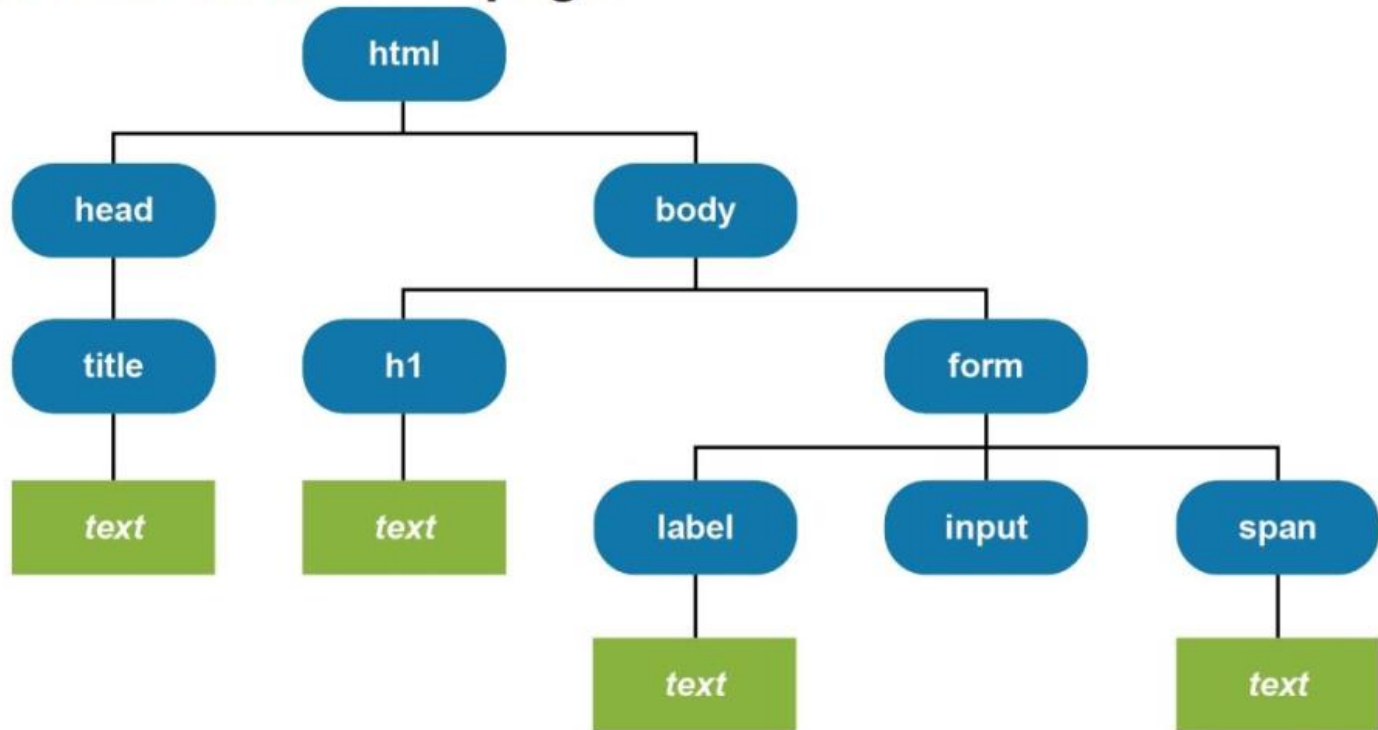 html
head body
title h1 form
text text label input span
text text